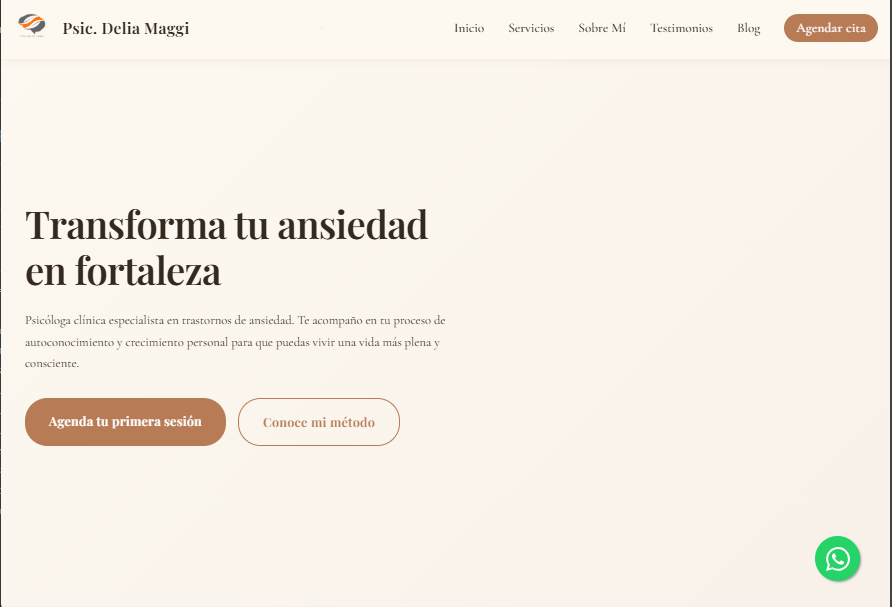 Psic. Delia Maggi
Inicio
Servicios
Sobre Mí
Testimonios
Blog
Agendar cita
Transforma tu ansiedad
en fortaleza
Psicóloga clínica especialista en trastornos de ansiedad. Te acompaño en tu proceso de
autoconocimiento y crecimiento personal para que puedas vivir una vida más plena y
consciente.
Agenda tu primera sesión
Conoce mi método